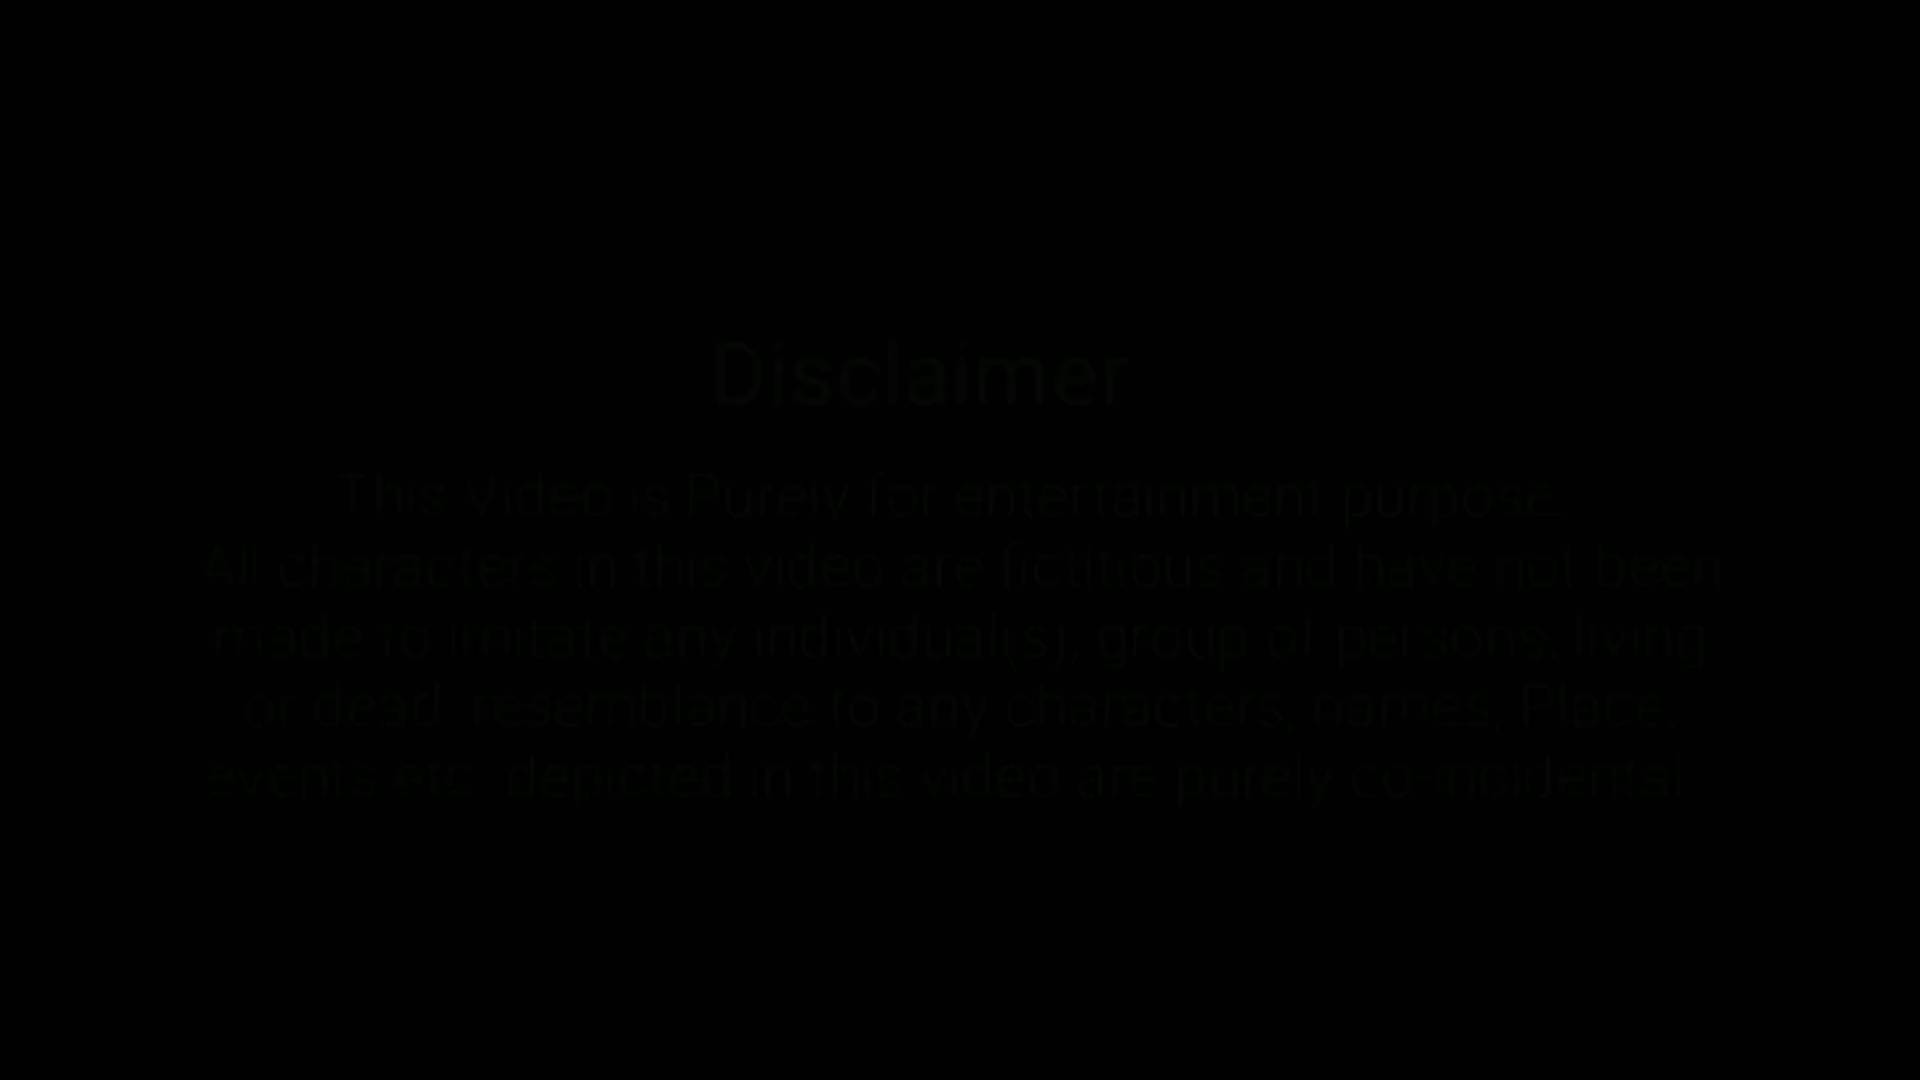 Disclaimer
This Video is Purely for entertainment purpose
All characters in this video are fictitious and have not been
made to imitate any individual(s), group of persons, living
or dead, resemblance to any characters, names, Place,
events etc. depicted in this video are purely